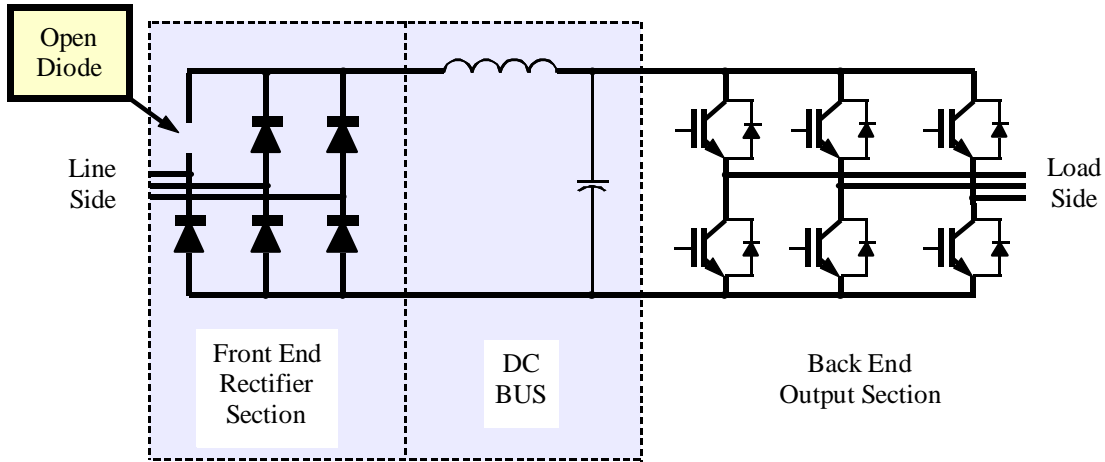 Open
Diode
Line
Side
Load
Side
Front End
Rectifier
Section
DC
BUS
Back End
Output Section